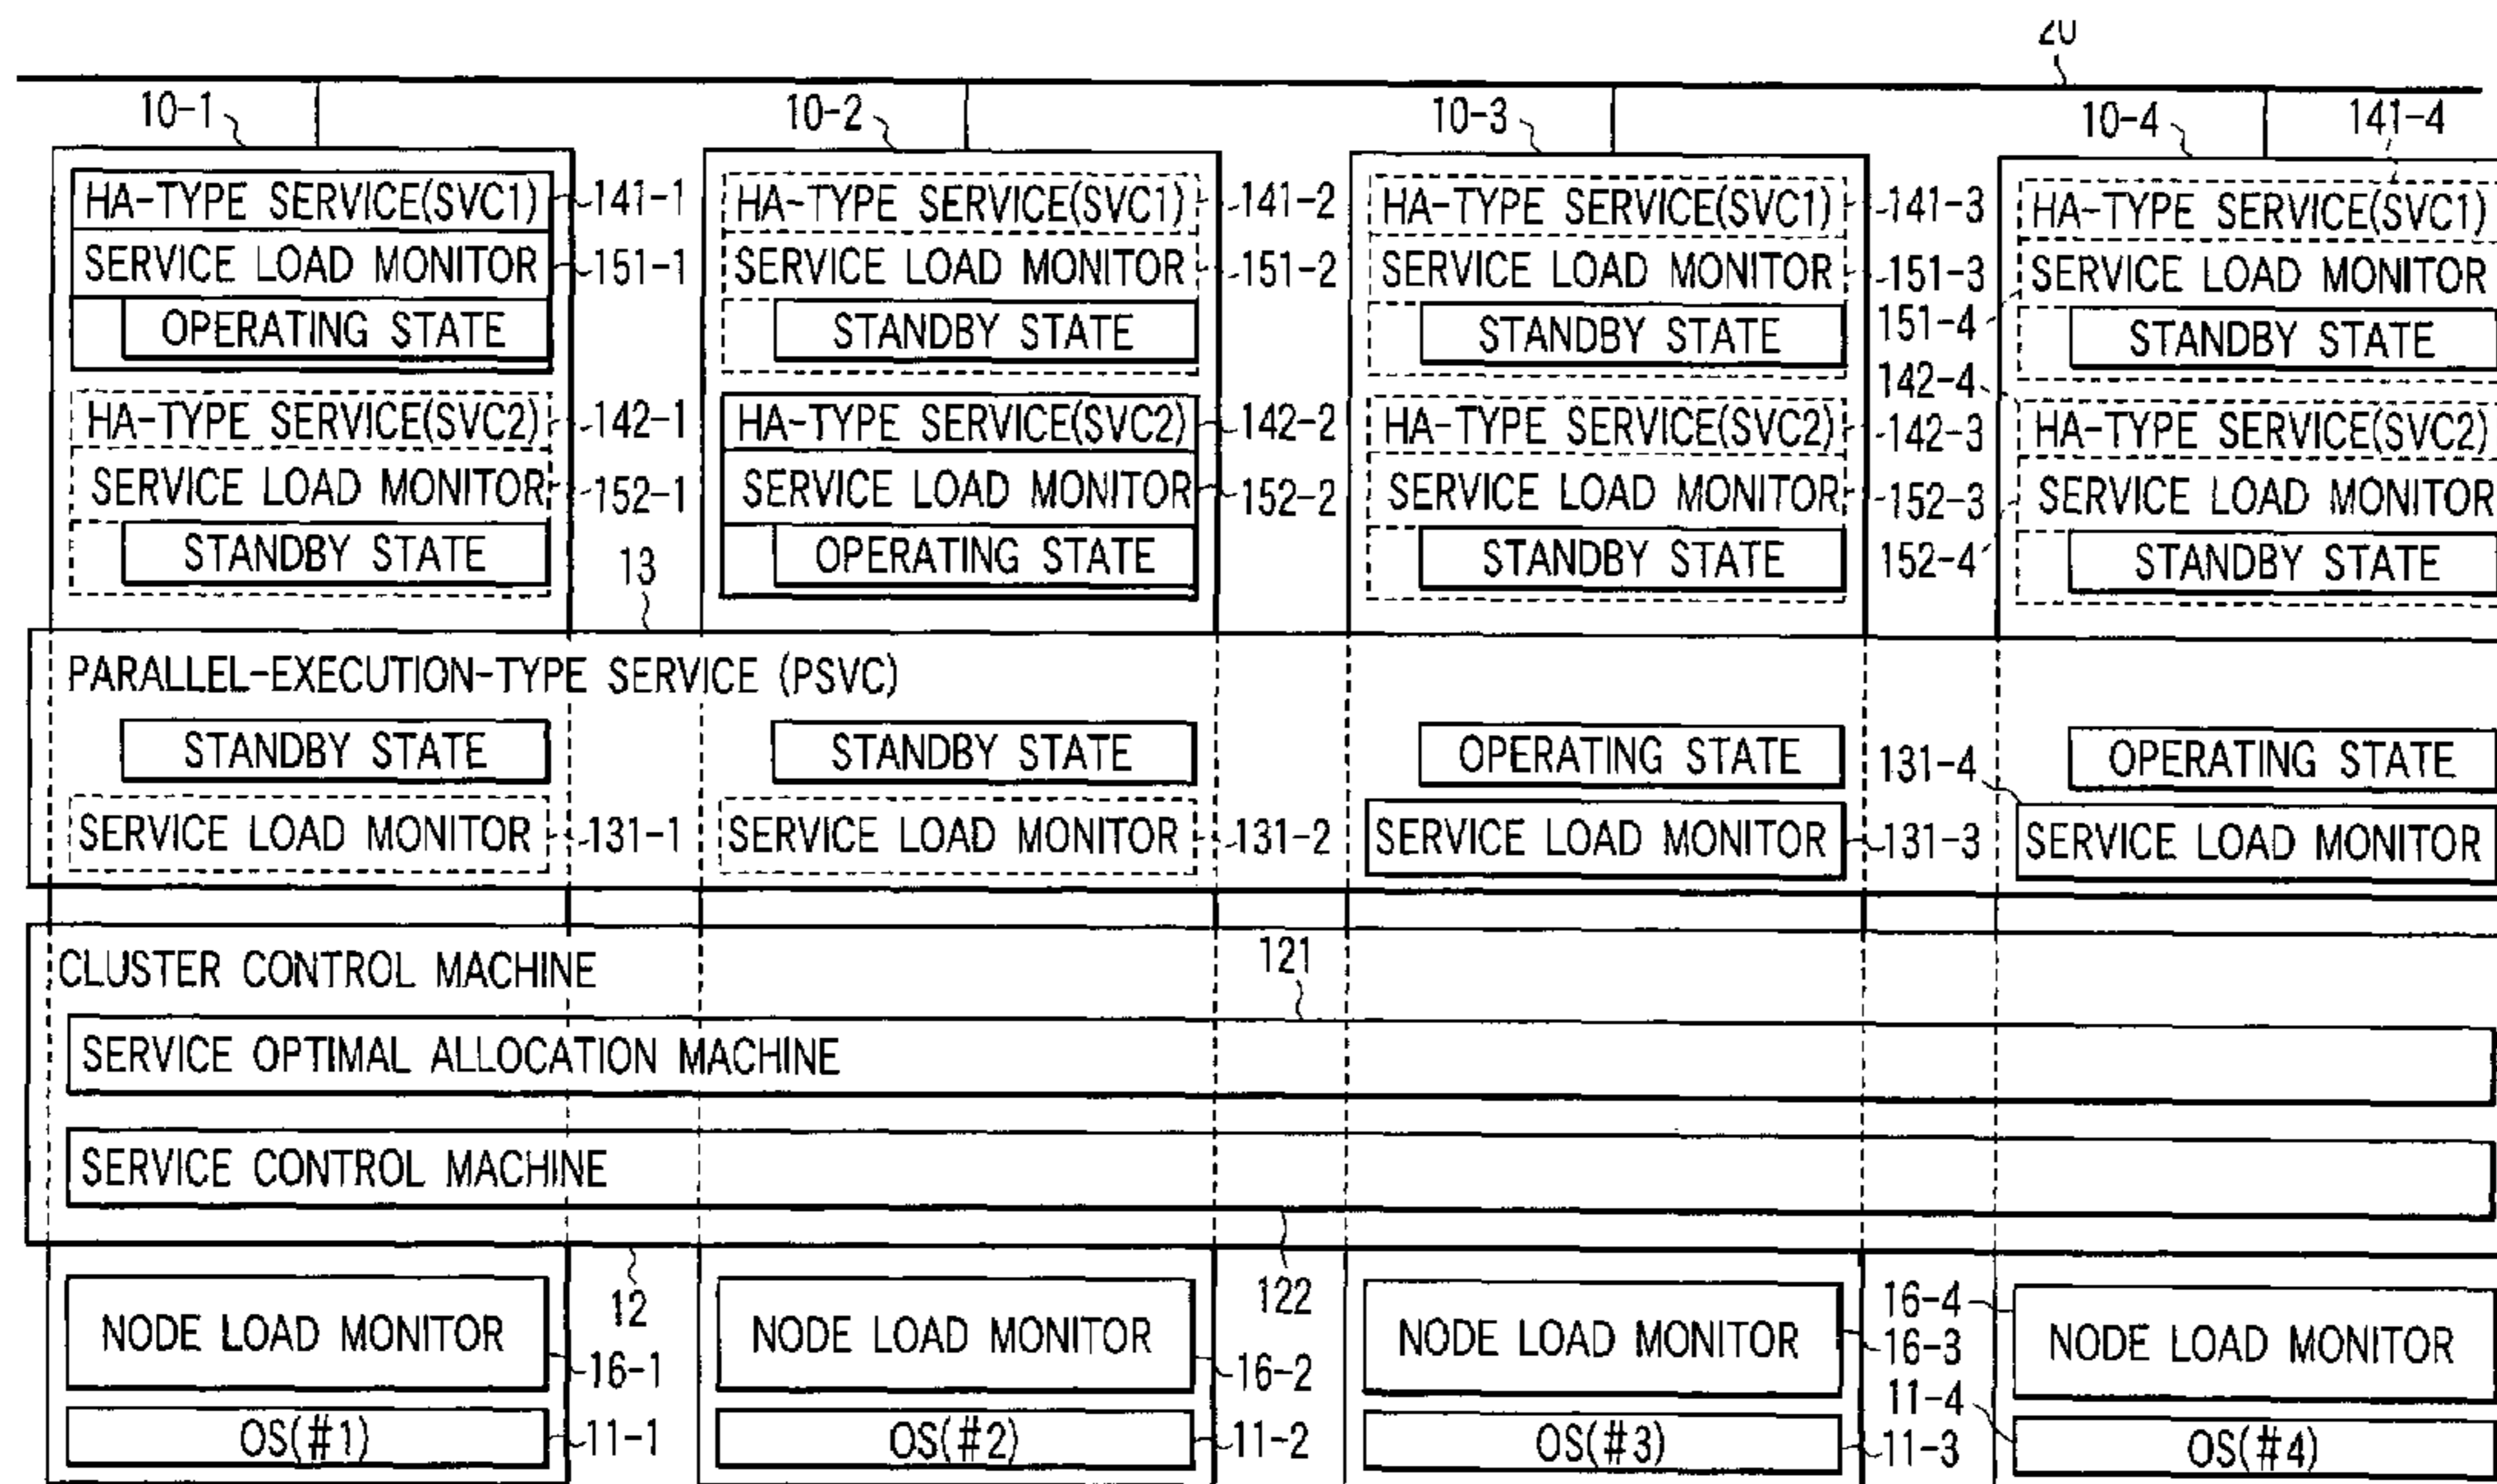 20
10-1 10-2 10-3 10-4 141-4
HA-TYPE SERVICE(SVC1) 141-1 HA-TYPE SERVICE(SVC1) 141-2 HA-TYPE SERVICE(SVC1) 141-3 HA-TYPE SERVICE(SVC1)
SERVICE LOAD MONITOR 151-1 SERVICE LOAD MONITOR 151-2 SERVICE LOAD MONITOR 151-3 SERVICE LOAD MONITOR
OPERATING STATE STANDBY STATE STANDBY STATE 151-4 STANDBY STATE
142-4
HA-TYPE SERVICE(SVC2) 142-1 HA-TYPE SERVICE(SVC2) 142-2 HA-TYPE SERVICE(SVC2) 142-3 HA-TYPE SERVICE(SVC2)
SERVICE LOAD MONITOR 152-1 SERVICE LOAD MONITOR 152-2 SERVICE LOAD MONITOR 152-3 SERVICE LOAD MONITOR
STANDBY STATE 13 OPERATING STATE STANDBY STATE 152-4 STANDBY STATE
PARALLEL-EXECUTION-TYPE SERVICE (PSVC)
STANDBY STATE STANDBY STATE OPERATING STATE 131-4 OPERATING STATE
SERVICE LOAD MONITOR 131-1 SERVICE LOAD MONITOR 131-2 SERVICE LOAD MONITOR 131-3 SERVICE LOAD MONITOR
CLUSTER CONTROL MACHINE 121
SERVICE OPTIMAL ALLOCATION MACHINE
SERVICE CONTROL MACHINE
12 122 16-4
NODE LOAD MONITOR 16-1 NODE LOAD MONITOR 16-2 NODE LOAD MONITOR 16-3 NODE LOAD MONITOR
11-4
OS(#1) 11-1 OS(#2) 11-2 OS(#3) 11-3 OS(#4)